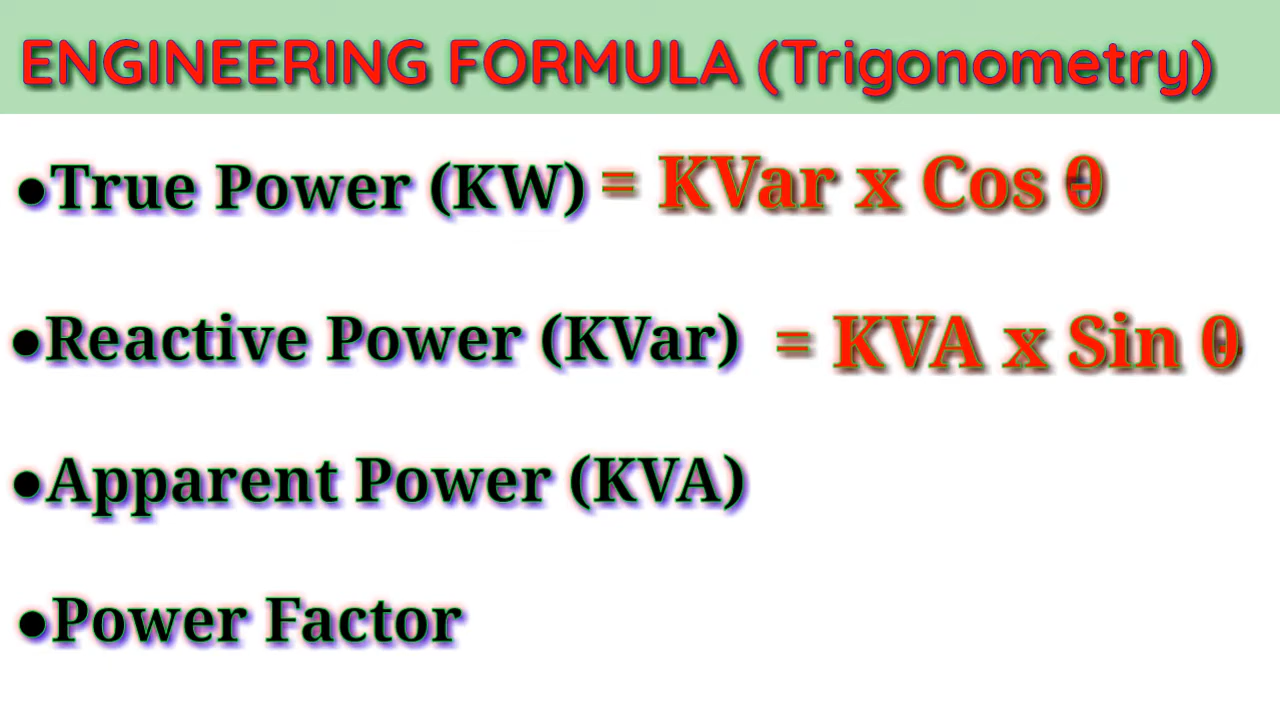 ENGINEERING FORMULA (Trigonometry)
●True Power (KW) = KVar x Cos θ
●Reactive Power (KVar) = KVA x Sin θ
●Apparent Power (KVA)
●Power Factor